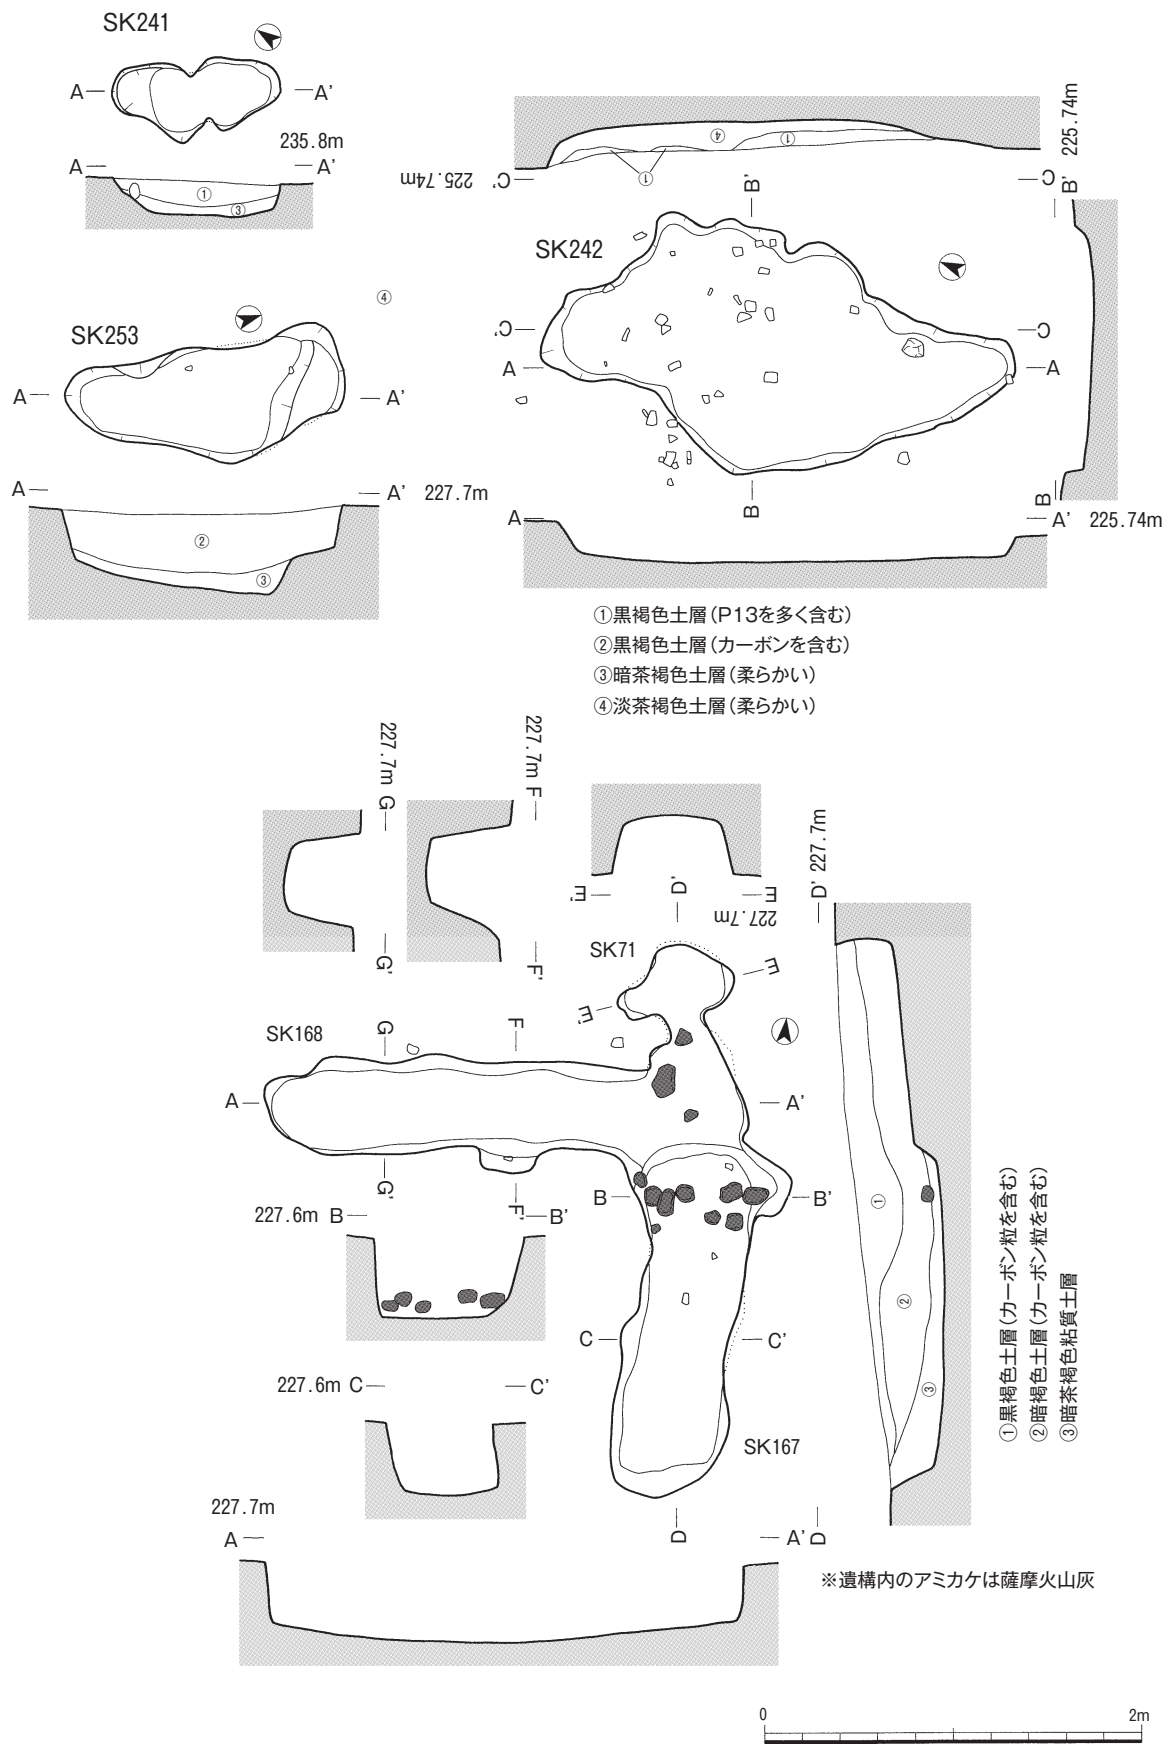 SK241
A
A'
235.8m
A
A'
①
③
④
①
①
225.74m
C'
C
225.74m
B'
B'
SK242
C'
C
A
A
B
B
A
A'
225.74m
④
SK253
A
A'
A
A'
227.7m
②
③
①黒褐色土層（P13を多く含む）
②黒褐色土層（カーボンを含む）
③暗茶褐色土層（柔らかい）
④淡茶褐色土層（柔らかい）
227.7m
G
G'
227.7m
F
F'
E'
E
227.7m
D'
D'
227.7m
SK71
E
E'
SK168
G
F
A
A'
G'
F'
B
B'
227.6m
B
B'
C
C'
227.6m
C
C'
SK167
D
D
①
②
③
①黒褐色土層（カーボン粒を含む）
②暗褐色土層（カーボン粒を含む）
③暗茶褐色粘質土層
227.7m
A
A'
※遺構内のアミカケは薩摩火山灰
0
2m